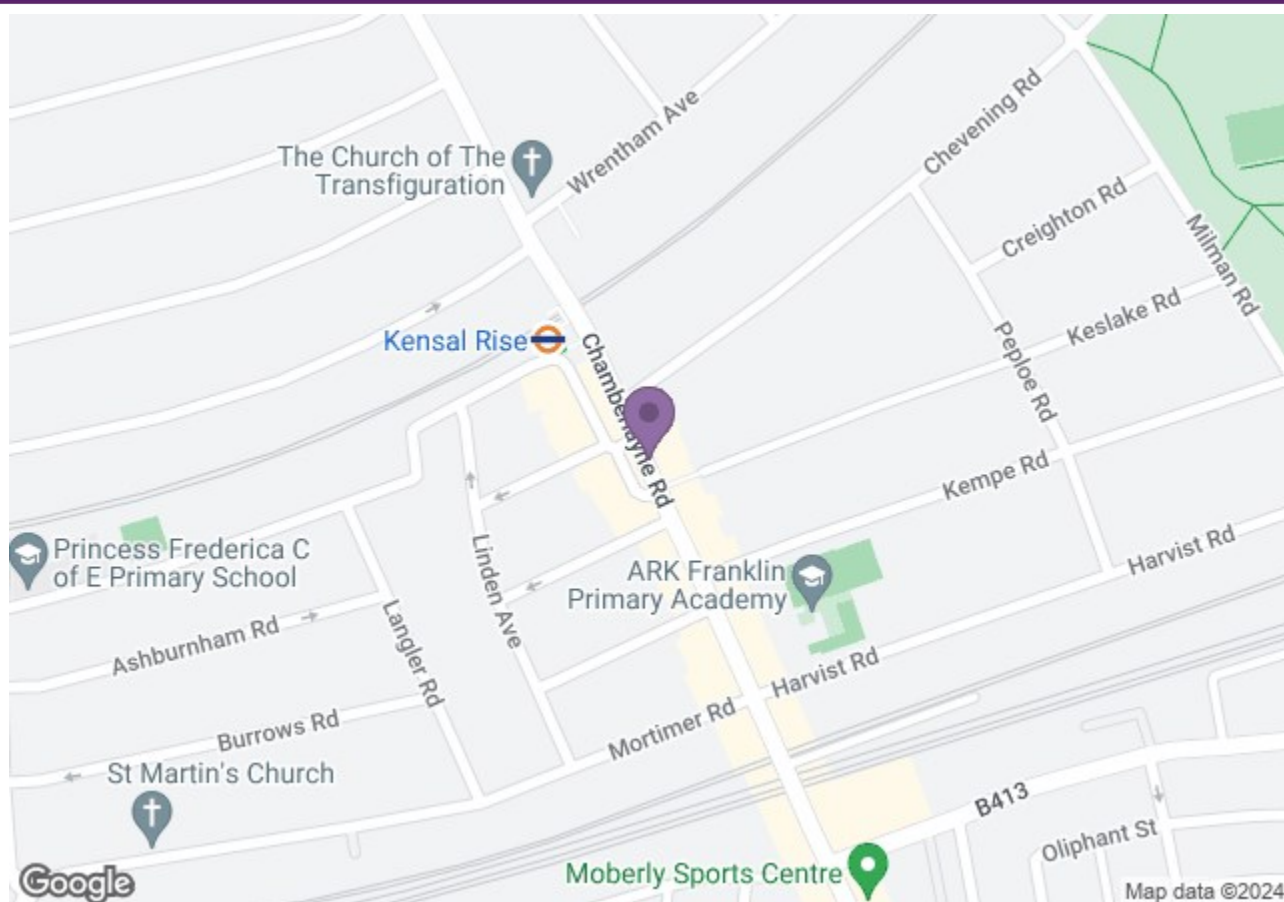 The Church of The
Transfiguration
Wrentham Ave
Chevening Rd
Creighton Rd
Milman Rd
Keslake Rd
Peploe Rd
Kensal Rise
Chamberlayne Rd
Kempe Rd
Harvist Rd
Princess Frederica C
of E Primary School
Linden Ave
ARK Franklin
Primary Academy
Ashburnham Rd
Langler Rd
Harvist Rd
Mortimer Rd
Burrows Rd
St Martin's Church
B413
Oliphant St
Moberly Sports Centre
Google
Map data ©2024